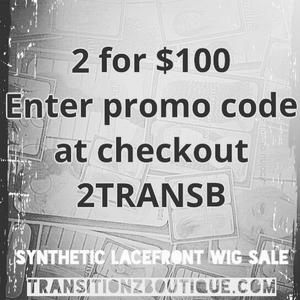 2 for $100
Enter promo code
at checkout
2TRANSB
SYNTHETIC LACEFRONT WIG SALE
TRANSITIONZBOUTIQUE.COM